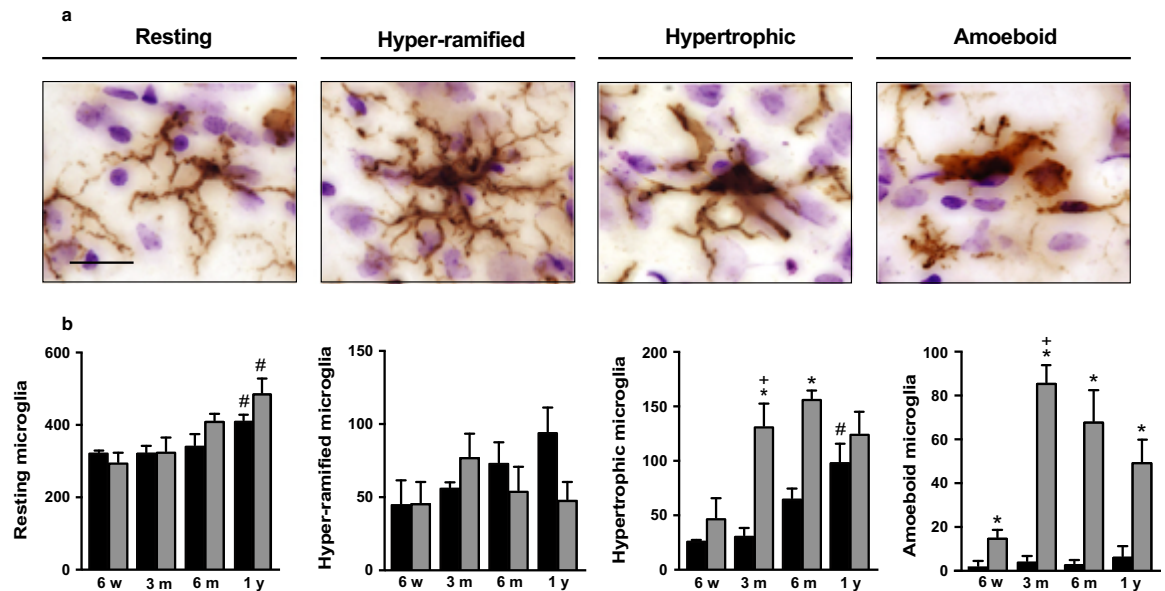 a
Resting Hyper-ramified Hypertrophic Amoeboid
b
Resting microglia
600
400
200
0
6 w 3 m 6 m 1 y
# #
Hyper-ramified microglia
150
100
50
0
6 w 3 m 6 m 1 y
Hypertrophic microglia
200
150
100
50
0
6 w 3 m 6 m 1 y
+
*
*
#
Amoeboid microglia
100
80
60
40
20
0
6 w 3 m 6 m 1 y
*
+
*
*
*